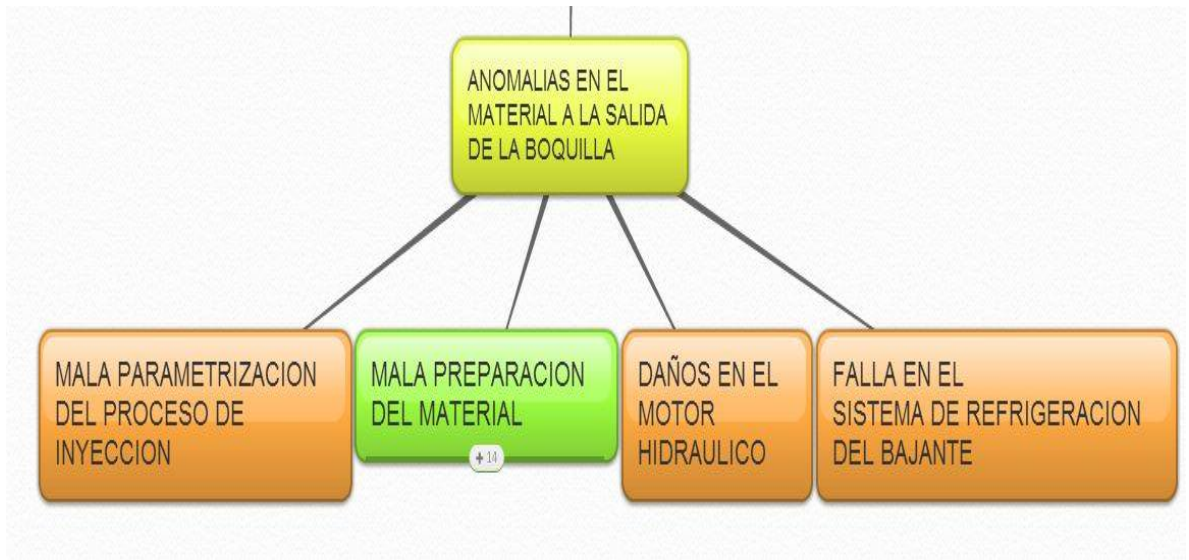 ANOMALIAS EN EL
MATERIAL A LA SALIDA
DE LA BOQUILLA
MALA PARAMETRIZACION
DEL PROCESO DE
INYECCION
MALA PREPARACION
DEL MATERIAL
+ 14
DAÑOS EN EL
MOTOR
HIDRAULICO
FALLA EN EL
SISTEMA DE REFRIGERACION
DEL BAJANTE